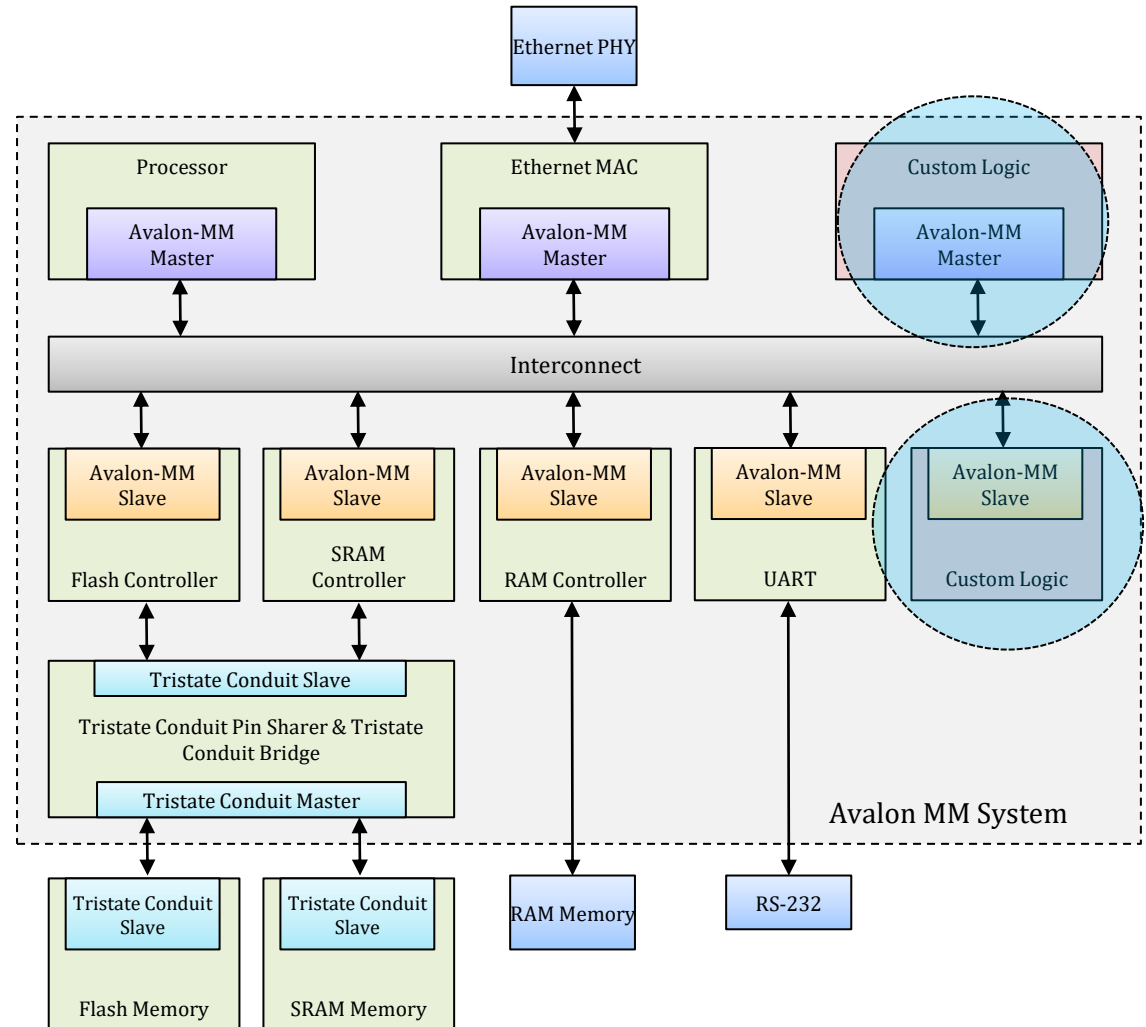 Ethernet PHY
Processor
Avalon-MM
Master
Ethernet MAC
Avalon-MM
Master
Custom Logic
Avalon-MM
Master
Interconnect
Avalon-MM
Slave
Flash Controller
Avalon-MM
Slave
SRAM
Controller
Avalon-MM
Slave
RAM Controller
Avalon-MM
Slave
UART
Avalon-MM
Slave
Custom Logic
Tristate Conduit Slave
Tristate Conduit Pin Sharer & Tristate
Conduit Bridge
Tristate Conduit Master
Avalon MM System
Tristate Conduit
Slave
Flash Memory
Tristate Conduit
Slave
SRAM Memory
RAM Memory
RS-232